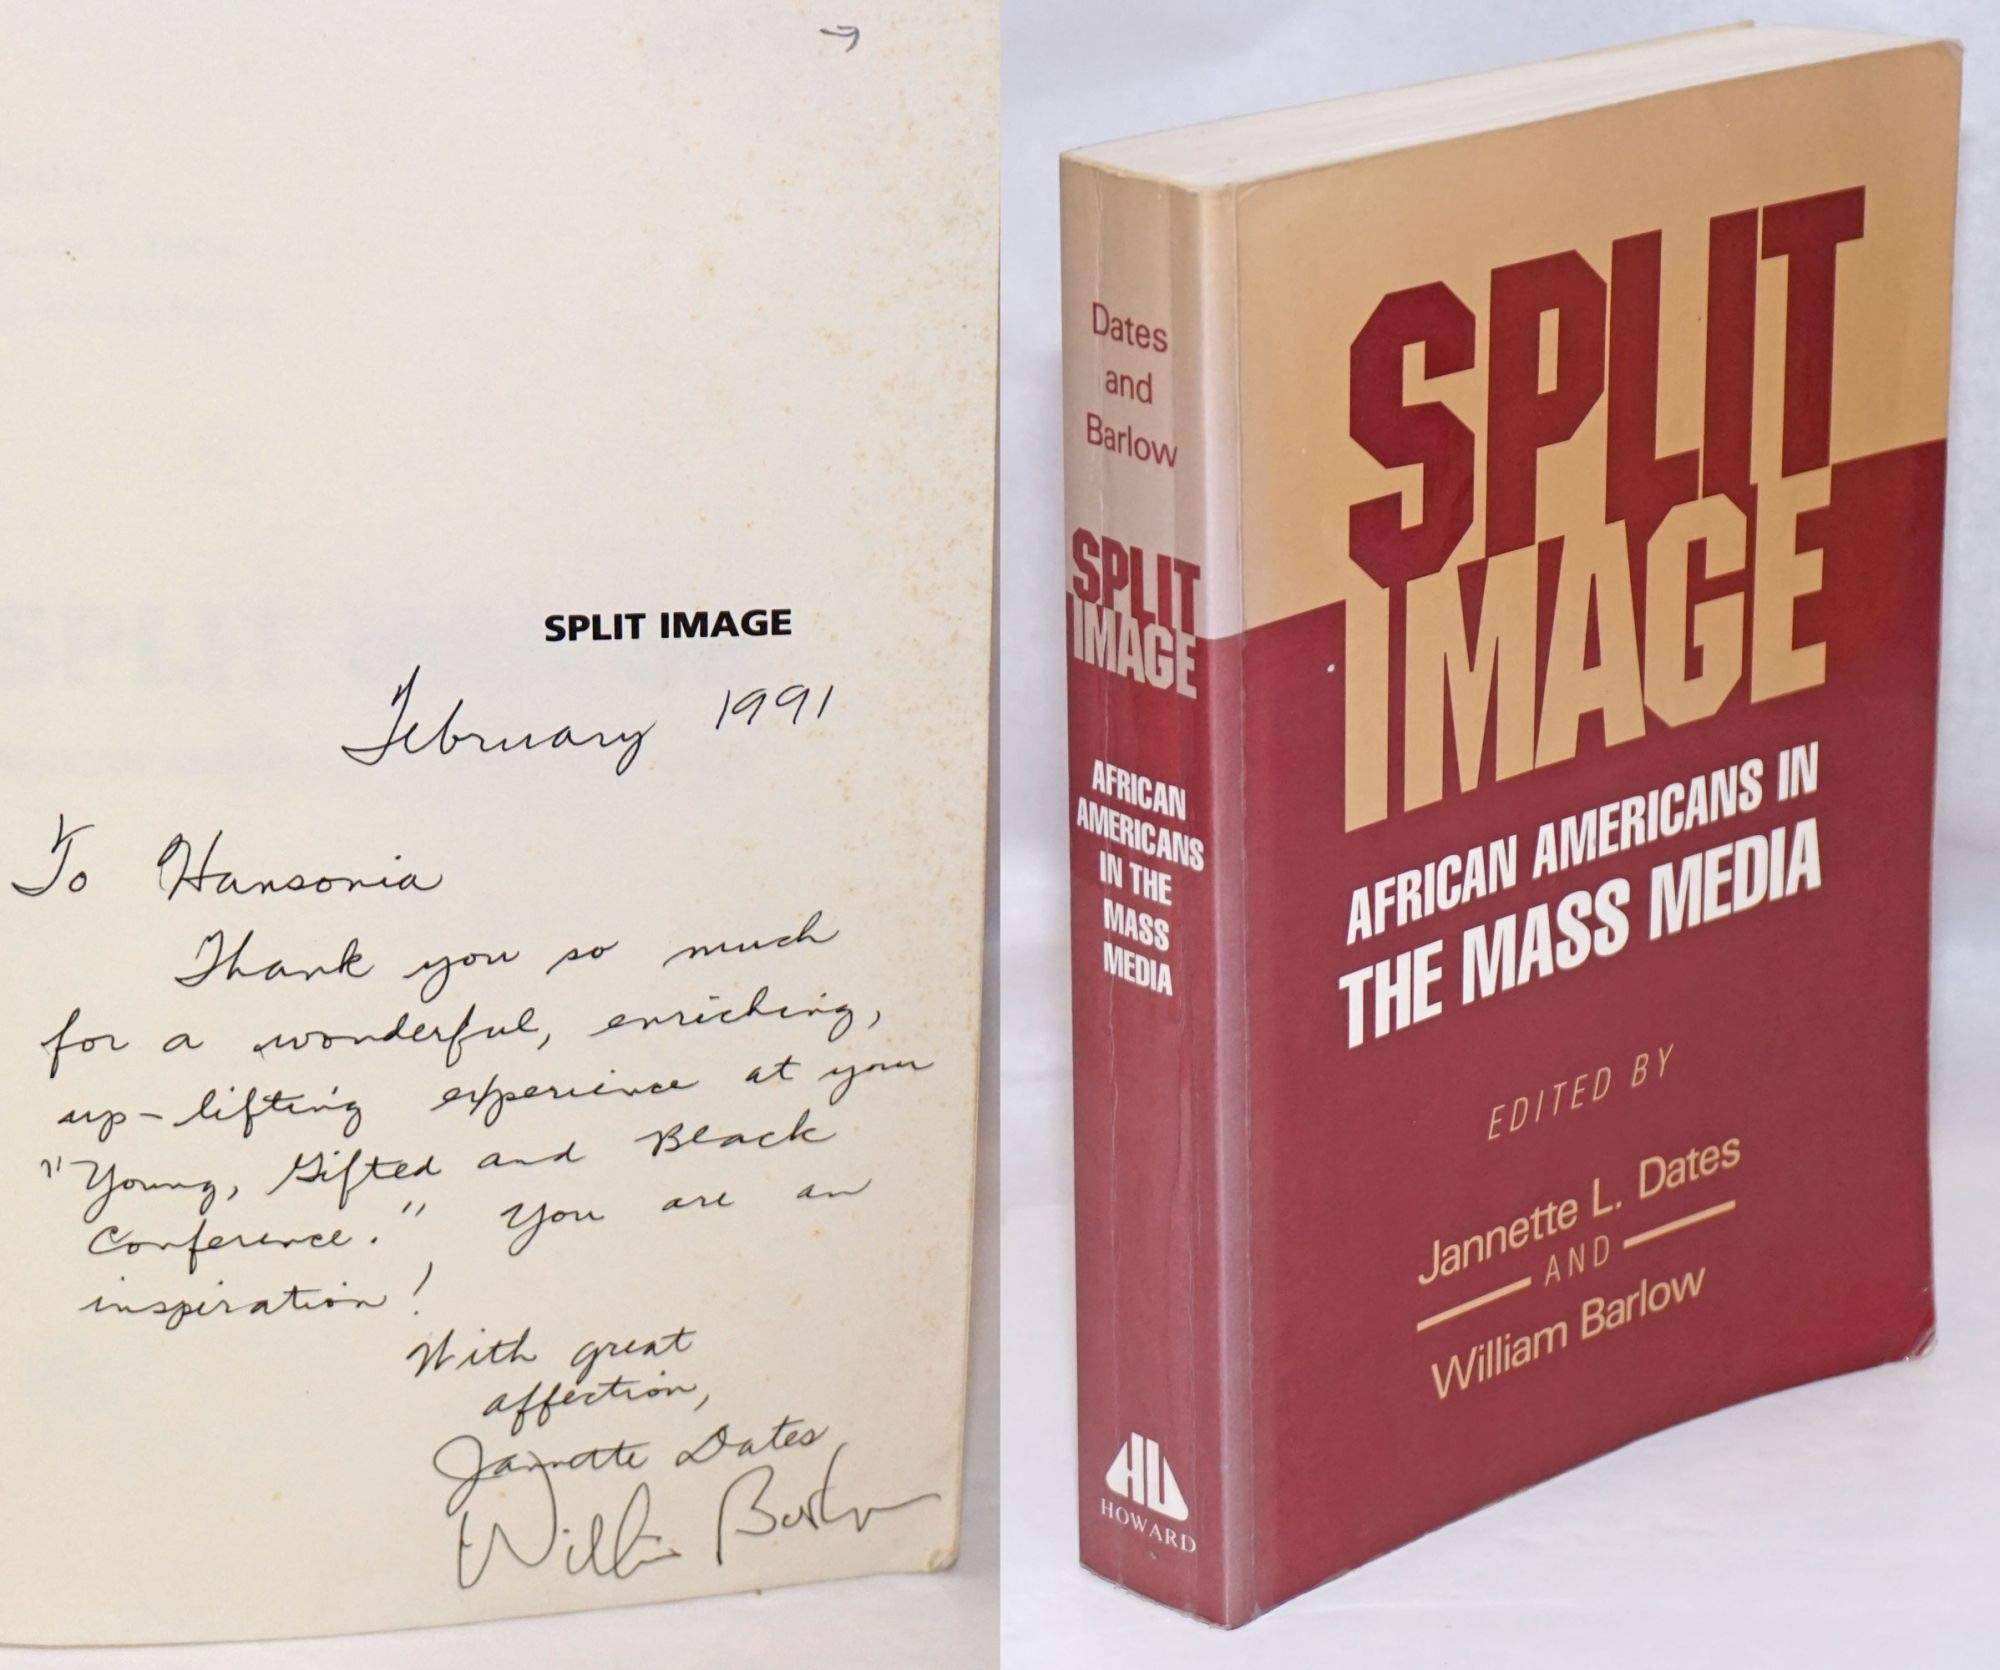 SPLIT IMAGE
February 1991
To Hansonia
Thank you so much
for a wonderful, enriching,
up-lifting experience at your
"Young, Gifted and Black
Conference." You are an
inspiration!
With great
affection,
Jannette Dates
William Barlow
Dates
and
Barlow
SPLIT
IMAGE
AFRICAN
AMERICANS
IN THE
MASS
MEDIA
HU
HOWARD
SPLIT
IMAGE
AFRICAN AMERICANS IN
THE MASS MEDIA
EDITED BY
Jannette L. Dates
AND
William Barlow